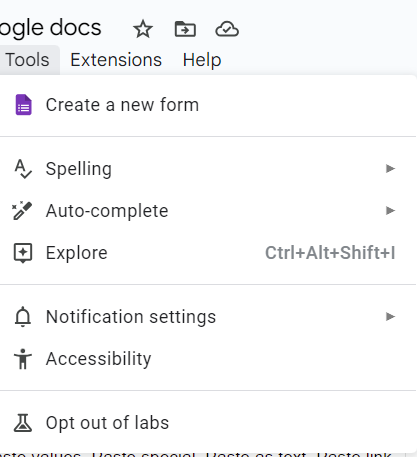 ogle docs
Tools Extensions Help
Create a new form
Spelling
Auto-complete
Explore Ctrl+Alt+Shift+I
Notification settings
Accessibility
Opt out of labs